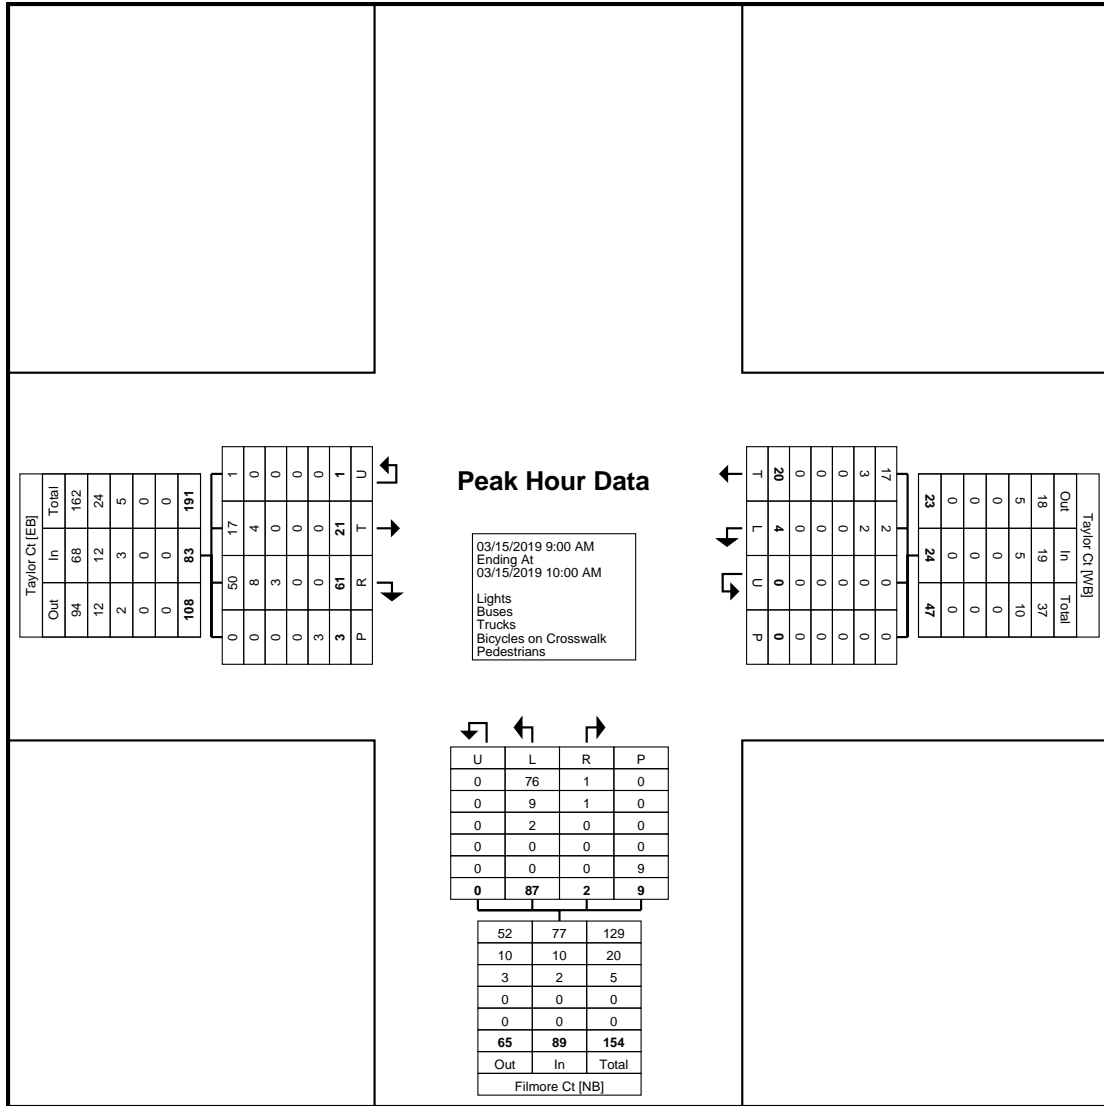 Peak Hour Data
03/15/2019 9:00 AM
Ending At
03/15/2019 10:00 AM
Lights
Buses
Trucks
Bicycles on Crosswalk
Pedestrians
Taylor Ct [EB]
Total 162 24 5 0 0 191
In 68 12 3 0 0 83
Out 94 12 2 0 0 108
1 0 0 0 0 1 U
17 4 0 0 0 21 T
50 8 3 0 0 61 R
0 0 0 0 3 3 P
Taylor Ct [WB]
Out 18 5 0 0 0 23
In 19 5 0 0 0 24
Total 37 10 0 0 0 47
17 3 0 0 0 20 T
2 2 0 0 0 4 L
0 0 0 0 0 0 U
0 0 0 0 0 0 P
U L R P
0 76 1 0
0 9 1 0
0 2 0 0
0 0 0 0
0 0 0 9
0 87 2 9
52 77 129
10 10 20
3 2 5
0 0 0
0 0 0
65 89 154
Out In Total
Filmore Ct [NB]